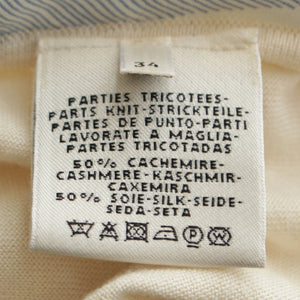 34
PARTIES TRICOTEES-
PARTS KNIT-STRICKTEILE-
PARTES DE PUNTO-PARTI
LAVORATE A MAGLIA-
PARTES TRICOTADAS
50% CACHEMIRE-
CASHMERE-KASCHMIR-
CAXEMIRA
50% SOIE-SILK-SEIDE-
SEDA-SETA
P W